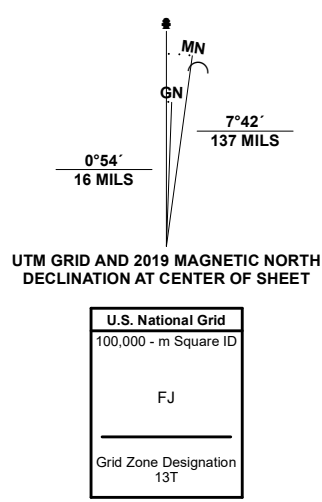 MN
GN
7°42´
137 MILS
0°54´
16 MILS
UTM GRID AND 2019 MAGNETIC NORTH
DECLINATION AT CENTER OF SHEET
U.S. National Grid
100,000 - m Square ID
FJ
Grid Zone Designation
13T